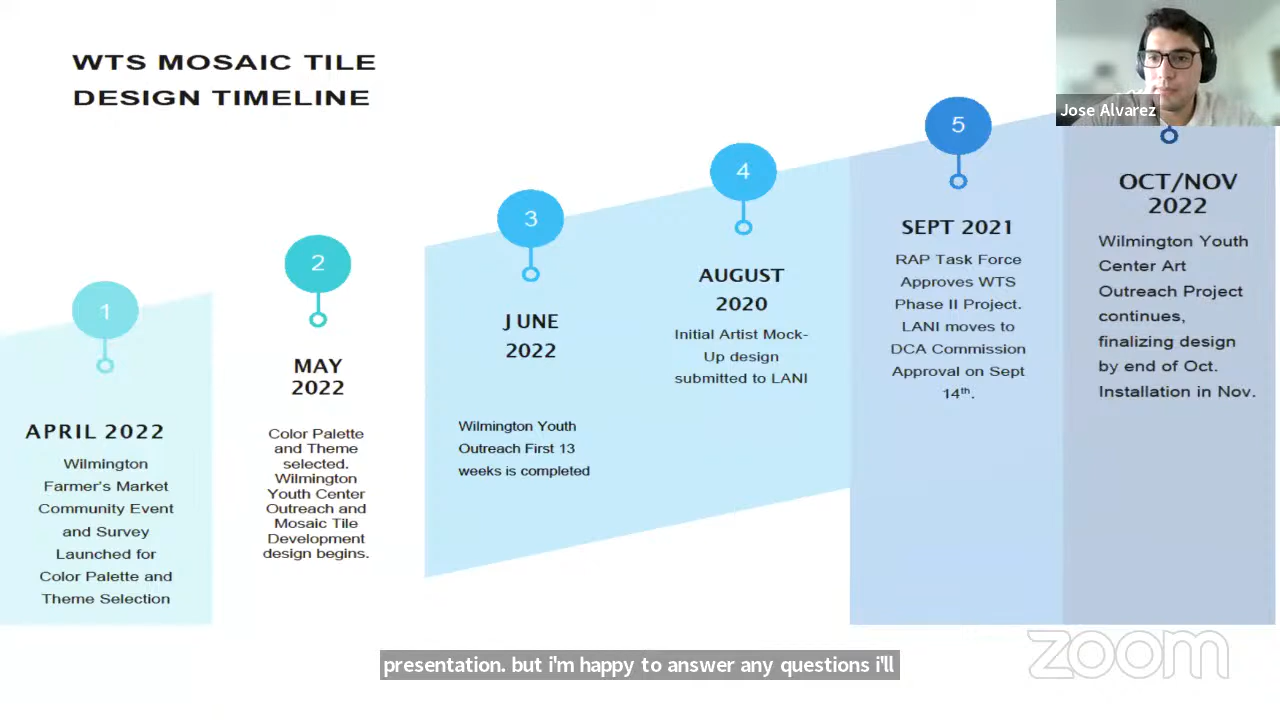 WTS MOSAIC TILE
DESIGN TIMELINE
Jose Alvarez
1
APRIL 2022
Wilmington
Farmer's Market
Community Event
and Survey
Launched for
Color Palette and
Theme Selection
2
MAY
2022
Color Palette
and Theme
selected.
Wilmington
Youth Center
Outreach and
Mosaic Tile
Development
design begins.
3
JUNE
2022
Wilmington Youth
Outreach First 13
weeks is completed
4
AUGUST
2020
Initial Artist Mock-
Up design
submitted to LANI
5
SEPT 2021
RAP Task Force
Approves WTS
Phase II Project.
LANI moves to
DCA Commission
Approval on Sept
14th.
OCT/NOV
2022
Wilmington Youth
Center Art
Outreach Project
continues,
finalizing design
by end of Oct.
Installation in Nov.
presentation. but i'm happy to answer any questions i'll
zoom